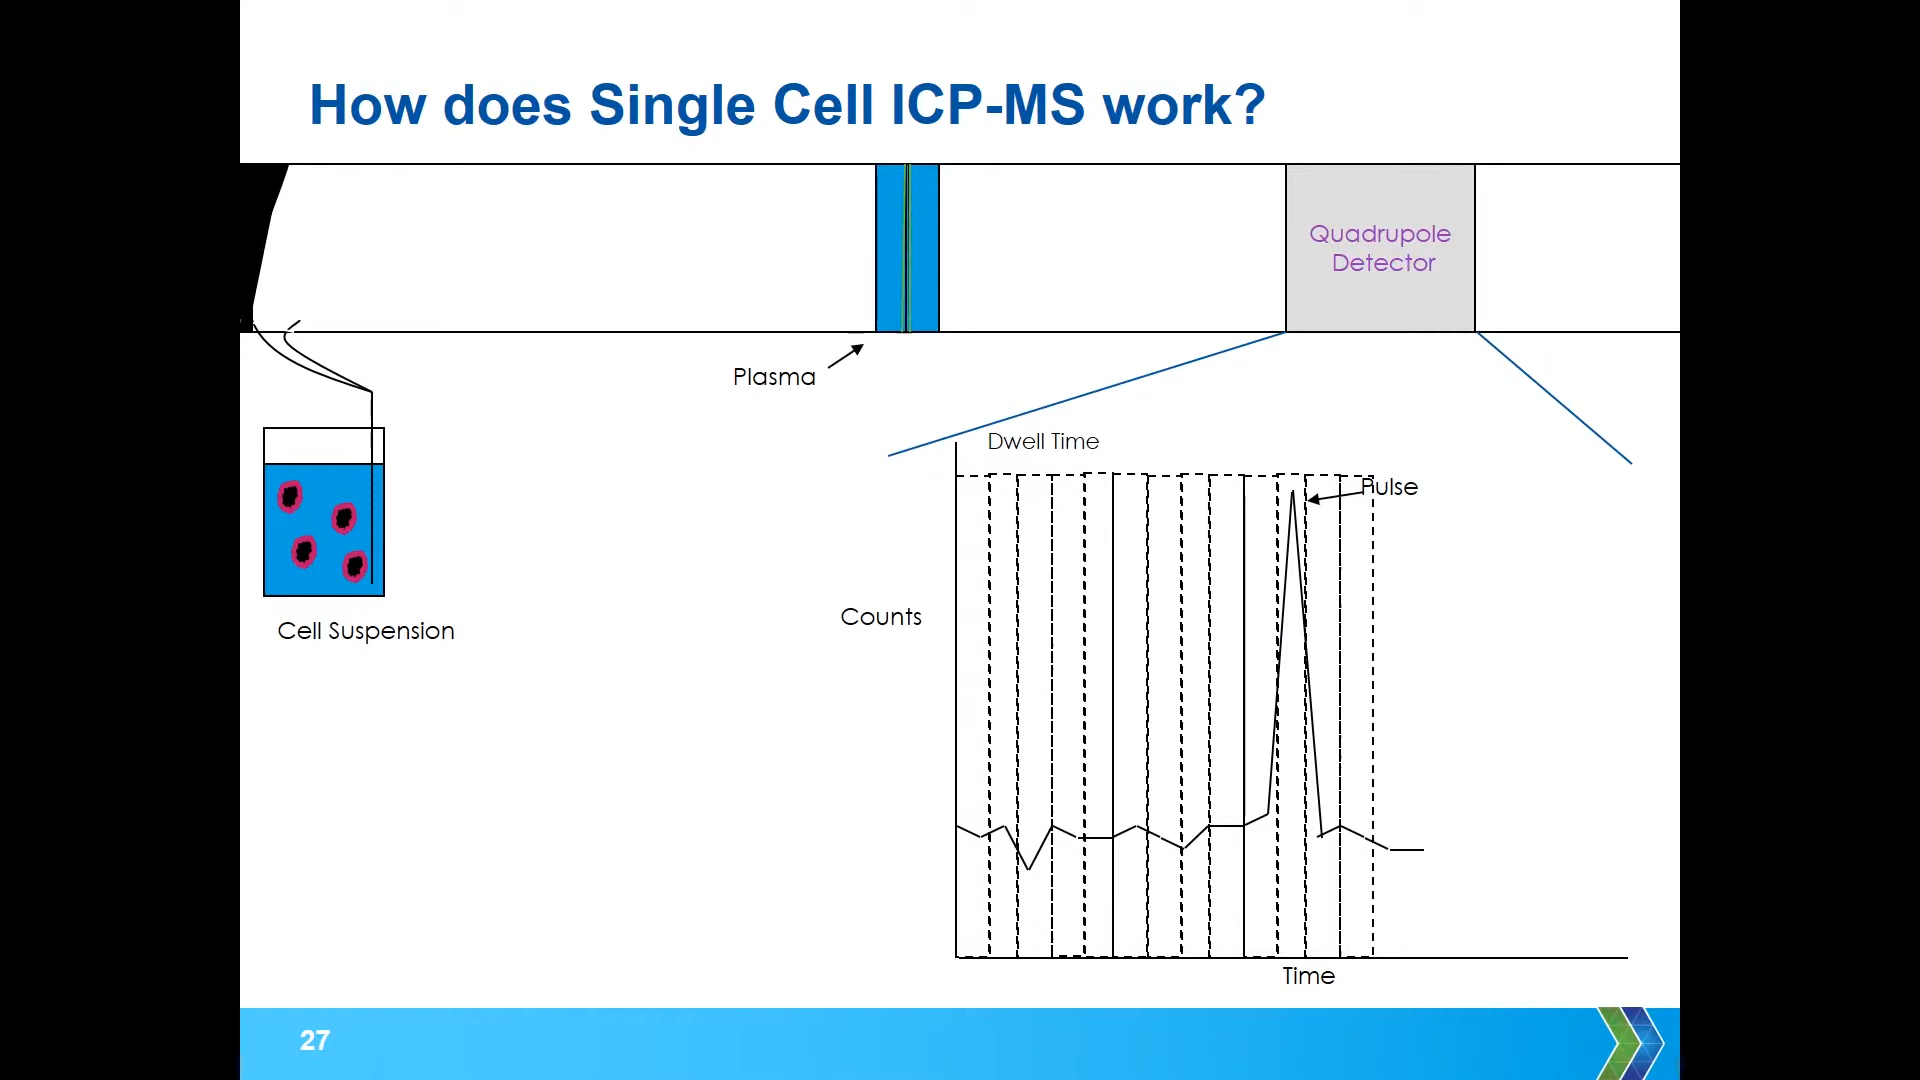 How does Single Cell ICP-MS work?
Quadrupole
Detector
Plasma
Dwell Time
Pulse
Counts
Cell Suspension
Time
27